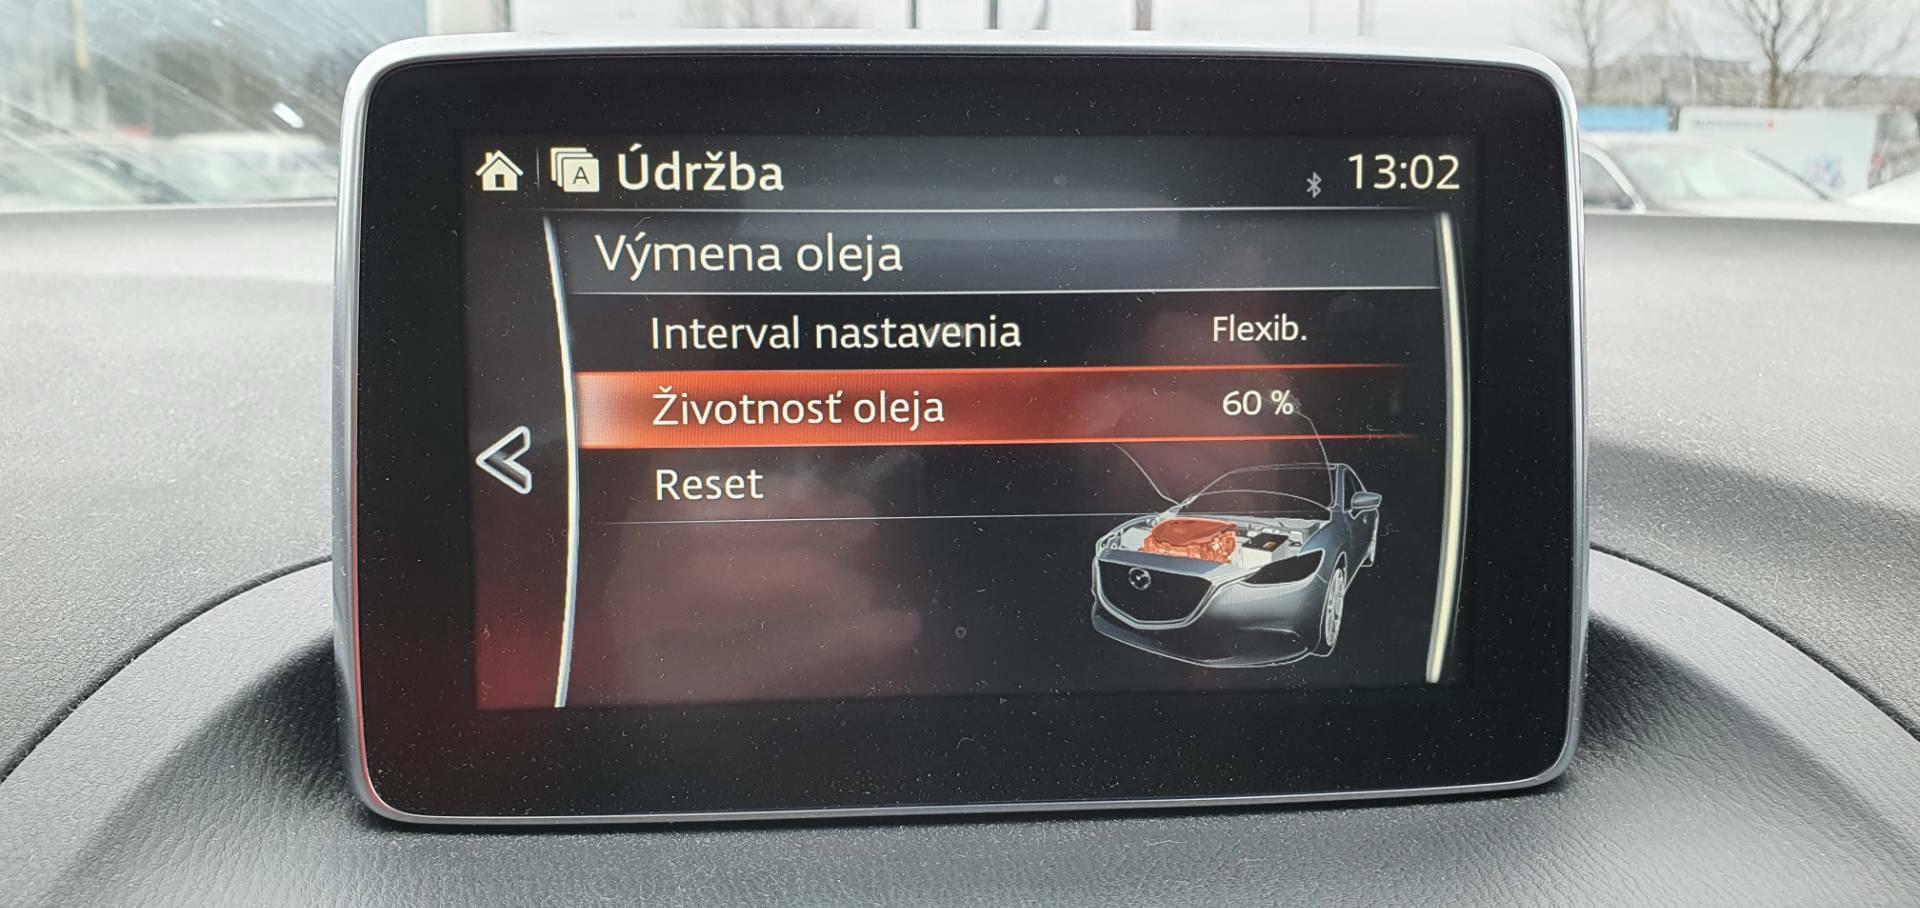 A Údržba 13:02
Výmena oleja
Interval nastavenia Flexib.
Životnosť oleja 60 %
Reset